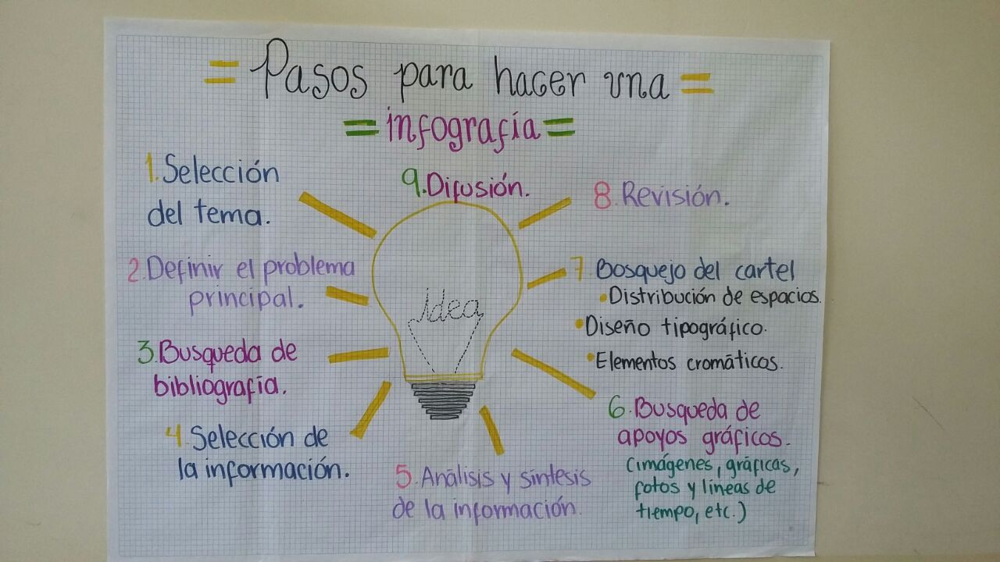 = Pasos para hacer una =
= infografía =
1. Selección
del tema.
2. Definir el problema
principal.
3. Busqueda de
bibliografía.
4. Selección de
la información.
5. Análisis y síntesis
de la información.
6. Busqueda de
apoyos gráficos.
(imágenes, gráficas,
fotos y líneas de
tiempo, etc.)
7. Bosquejo del cartel
• Distribución de espacios.
• Diseño tipográfico.
• Elementos cromáticos.
8. Revisión.
9. Difusión.
idea